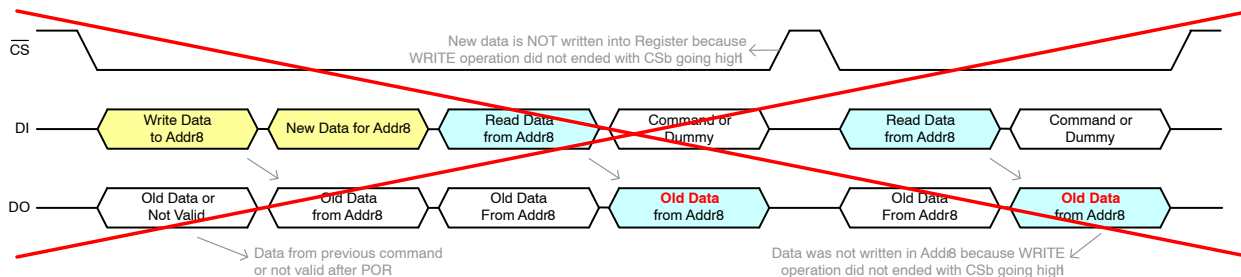 CS
New data is NOT written into Register because
WRITE operation did not ended with CSb going high
DI
Write Data
to Addr8
New Data for Addr8
Read Data
from Addr8
Command or
Dummy
Read Data
from Addr8
Command or
Dummy
DO
Old Data or
Not Valid
Old Data
from Addr8
Old Data
From Addr8
Old Data
from Addr8
Old Data
From Addr8
Old Data
from Addr8
Data from previous command
or not valid after POR
Data was not written in Addr8 because WRITE
operation did not ended with CSb going high